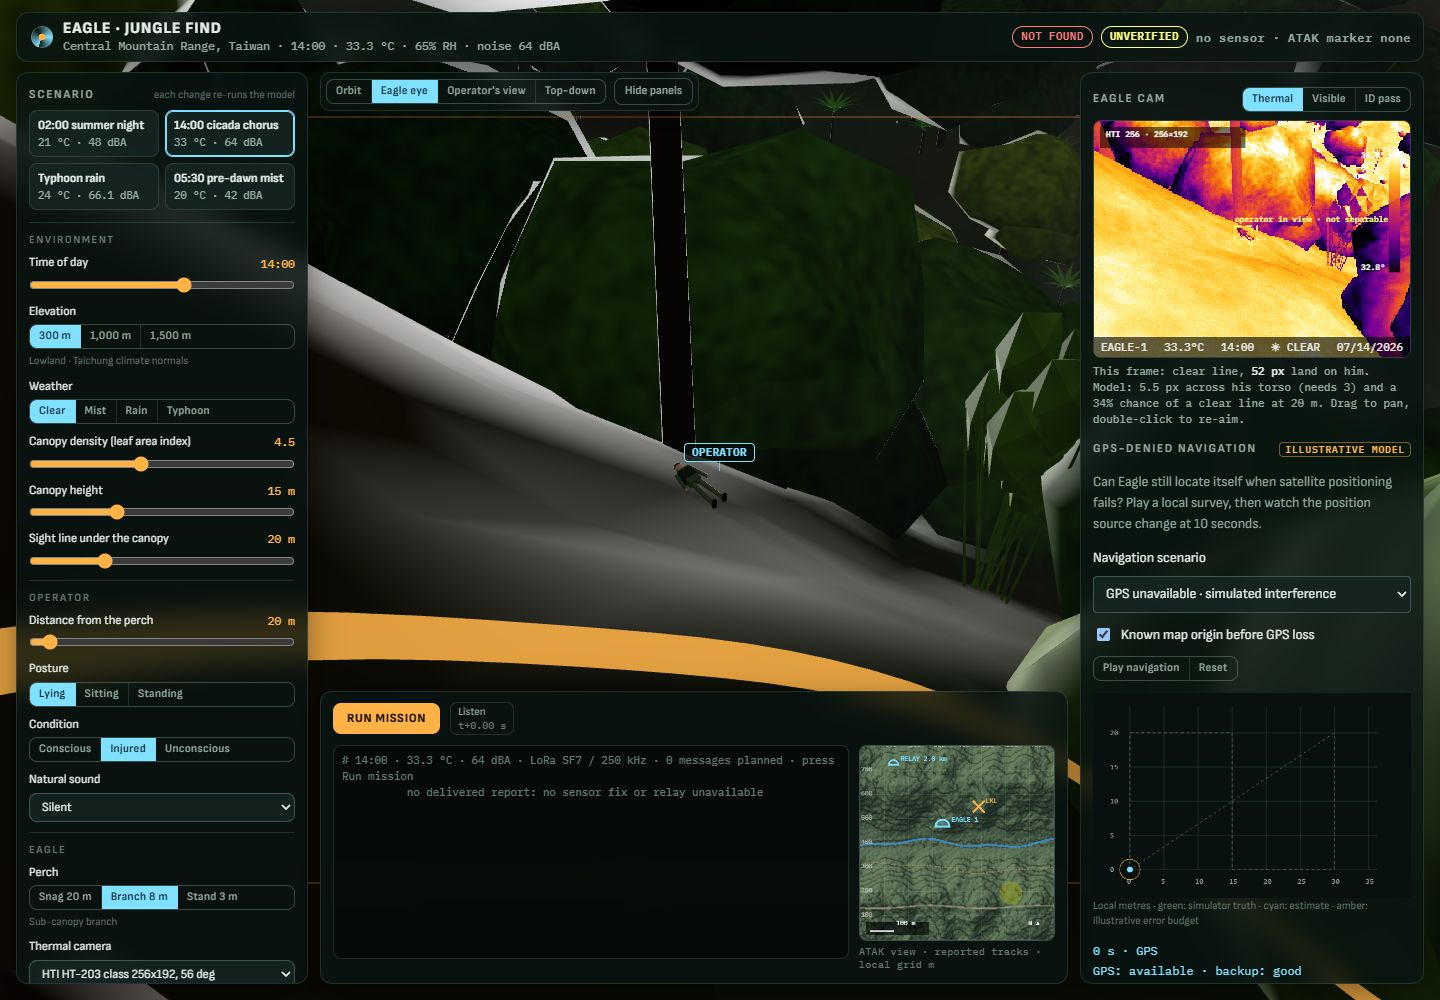 EAGLE · JUNGLE FIND
Central Mountain Range, Taiwan · 14:00 · 33.3 °C · 65% RH · noise 64 dBA
NOT FOUND
UNVERIFIED
no sensor · ATAK marker none
SCENARIO
each change re-runs the model
02:00 summer night
21 °C · 48 dBA
14:00 cicada chorus
33 °C · 64 dBA
Typhoon rain
24 °C · 66.1 dBA
05:30 pre-dawn mist
20 °C · 42 dBA
ENVIRONMENT
Time of day
14:00
Elevation
300 m
1,000 m
1,500 m
Lowland · Taichung climate normals
Weather
Clear
Mist
Rain
Typhoon
Canopy density (leaf area index)
4.5
Canopy height
15 m
Sight line under the canopy
20 m
OPERATOR
Distance from the perch
20 m
Posture
Lying
Sitting
Standing
Condition
Conscious
Injured
Unconscious
Natural sound
Silent
EAGLE
Perch
Snag 20 m
Branch 8 m
Stand 3 m
Sub-canopy branch
Thermal camera
HTI HT-203 class 256x192, 56 deg
Orbit
Eagle eye
Operator's view
Top-down
Hide panels
OPERATOR
RUN MISSION
Listen
t+0.00 s
# 14:00 · 33.3 °C · 64 dBA · LoRa SF7 / 250 kHz · 0 messages planned · press
Run mission
no delivered report: no sensor fix or relay unavailable
RELAY 2.0 km
LKL
EAGLE 1
700
600
500
400
300
200
100
100 m
N ▲
ATAK view · reported tracks ·
local grid m
EAGLE CAM
Thermal
Visible
ID pass
HTI 256 · 256×192
operator in view · not separable
32.8°
EAGLE-1 33.3°C 14:00 ☀ CLEAR 07/14/2026
This frame: clear line, 52 px land on him.
Model: 5.5 px across his torso (needs 3) and a
34% chance of a clear line at 20 m. Drag to pan,
double-click to re-aim.
GPS-DENIED NAVIGATION
ILLUSTRATIVE MODEL
Can Eagle still locate itself when satellite positioning
fails? Play a local survey, then watch the position
source change at 10 seconds.
Navigation scenario
GPS unavailable · simulated interference
Known map origin before GPS loss
Play navigation
Reset
20
15
10
5
0
0 5 10 15 20 25 30 35
Local metres · green: simulator truth · cyan: estimate · amber:
illustrative error budget
0 s · GPS
GPS: available · backup: good